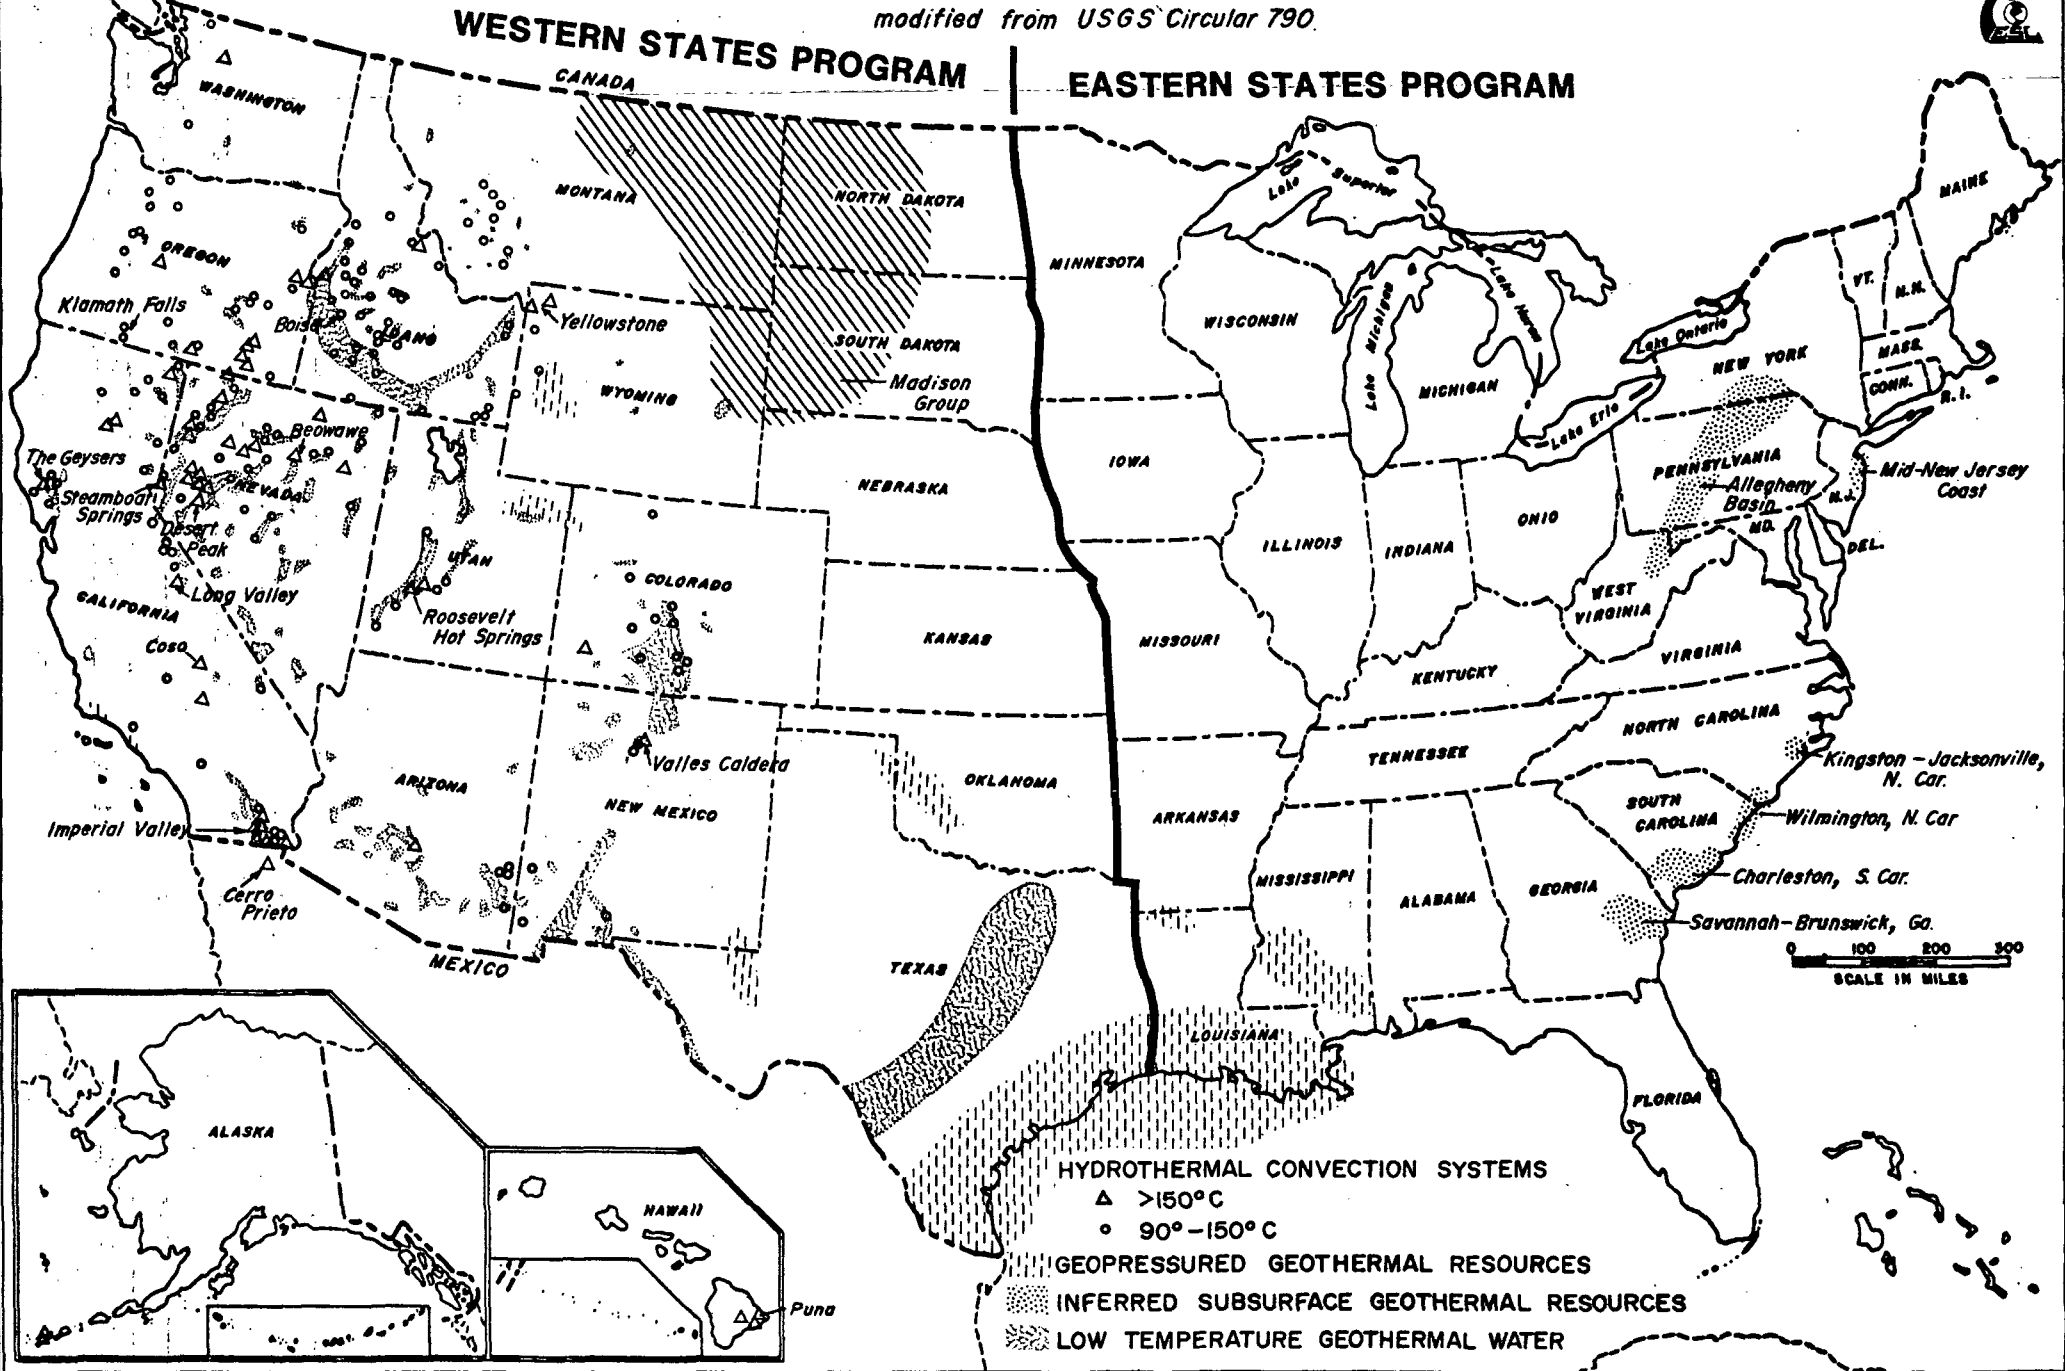 modified from USGS Circular 790.
WESTERN STATES PROGRAM
EASTERN STATES PROGRAM
CANADA
WASHINGTON
MONTANA
NORTH DAKOTA
MINNESOTA
Lake Superior
MAINE
OREGON
Klamath Falls
Boise
IDAHO
Yellowstone
WYOMING
SOUTH DAKOTA
Madison
Group
WISCONSIN
Lake Michigan
Lake Huron
MICHIGAN
Lake Ontario
Lake Erie
NEW YORK
VT.
N.H.
MASS.
CONN.
R.I.
The Geysers
Beowawe
Steamboat
Springs
NEVADA
Desert
Peak
UTAH
NEBRASKA
IOWA
PENNSYLVANIA
Allegheny
Basin
N.J.
Mid-New Jersey
Coast
MD.
DEL.
CALIFORNIA
Long Valley
Roosevelt
Hot Springs
COLORADO
KANSAS
MISSOURI
ILLINOIS
INDIANA
OHIO
WEST
VIRGINIA
VIRGINIA
KENTUCKY
Coso
TENNESSEE
NORTH CAROLINA
Kingston-Jacksonville,
N. Car.
Imperial Valley
ARIZONA
Valles Caldera
NEW MEXICO
OKLAHOMA
ARKANSAS
SOUTH
CAROLINA
Wilmington, N. Car
Cerro
Prieto
MEXICO
MISSISSIPPI
ALABAMA
GEORGIA
Charleston, S. Car.
Savannah-Brunswick, Ga.
0 100 200 300
SCALE IN MILES
TEXAS
LOUISIANA
FLORIDA
ALASKA
HAWAII
Puna
HYDROTHERMAL CONVECTION SYSTEMS
>150°C
90°-150°C
GEOPRESSURED GEOTHERMAL RESOURCES
INFERRED SUBSURFACE GEOTHERMAL RESOURCES
LOW TEMPERATURE GEOTHERMAL WATER